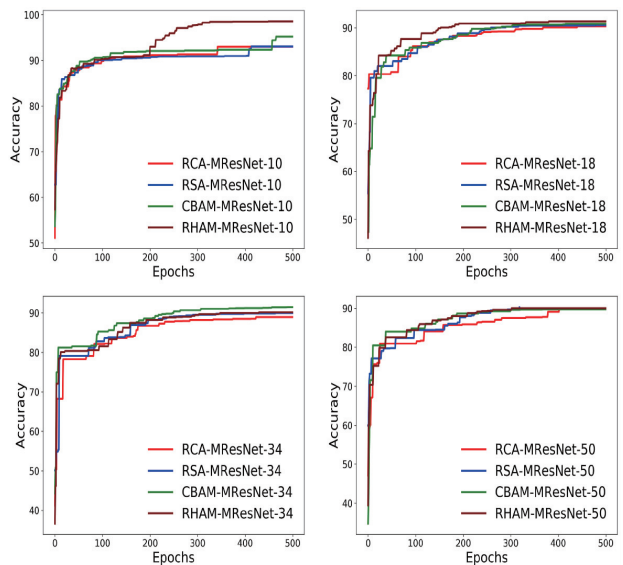 100
90
80
70
60
50
Accuracy
RCA-MResNet-10
RSA-MResNet-10
CBAM-MResNet-10
RHAM-MResNet-10
0 100 200 300 400 500
Epochs
90
80
70
60
50
Accuracy
RCA-MResNet-18
RSA-MResNet-18
CBAM-MResNet-18
RHAM-MResNet-18
0 100 200 300 400 500
Epochs
90
80
70
60
50
40
Accuracy
RCA-MResNet-34
RSA-MResNet-34
CBAM-MResNet-34
RHAM-MResNet-34
0 100 200 300 400 500
Epochs
90
80
70
60
50
40
Accuracy
RCA-MResNet-50
RSA-MResNet-50
CBAM-MResNet-50
RHAM-MResNet-50
0 100 200 300 400 500
Epochs